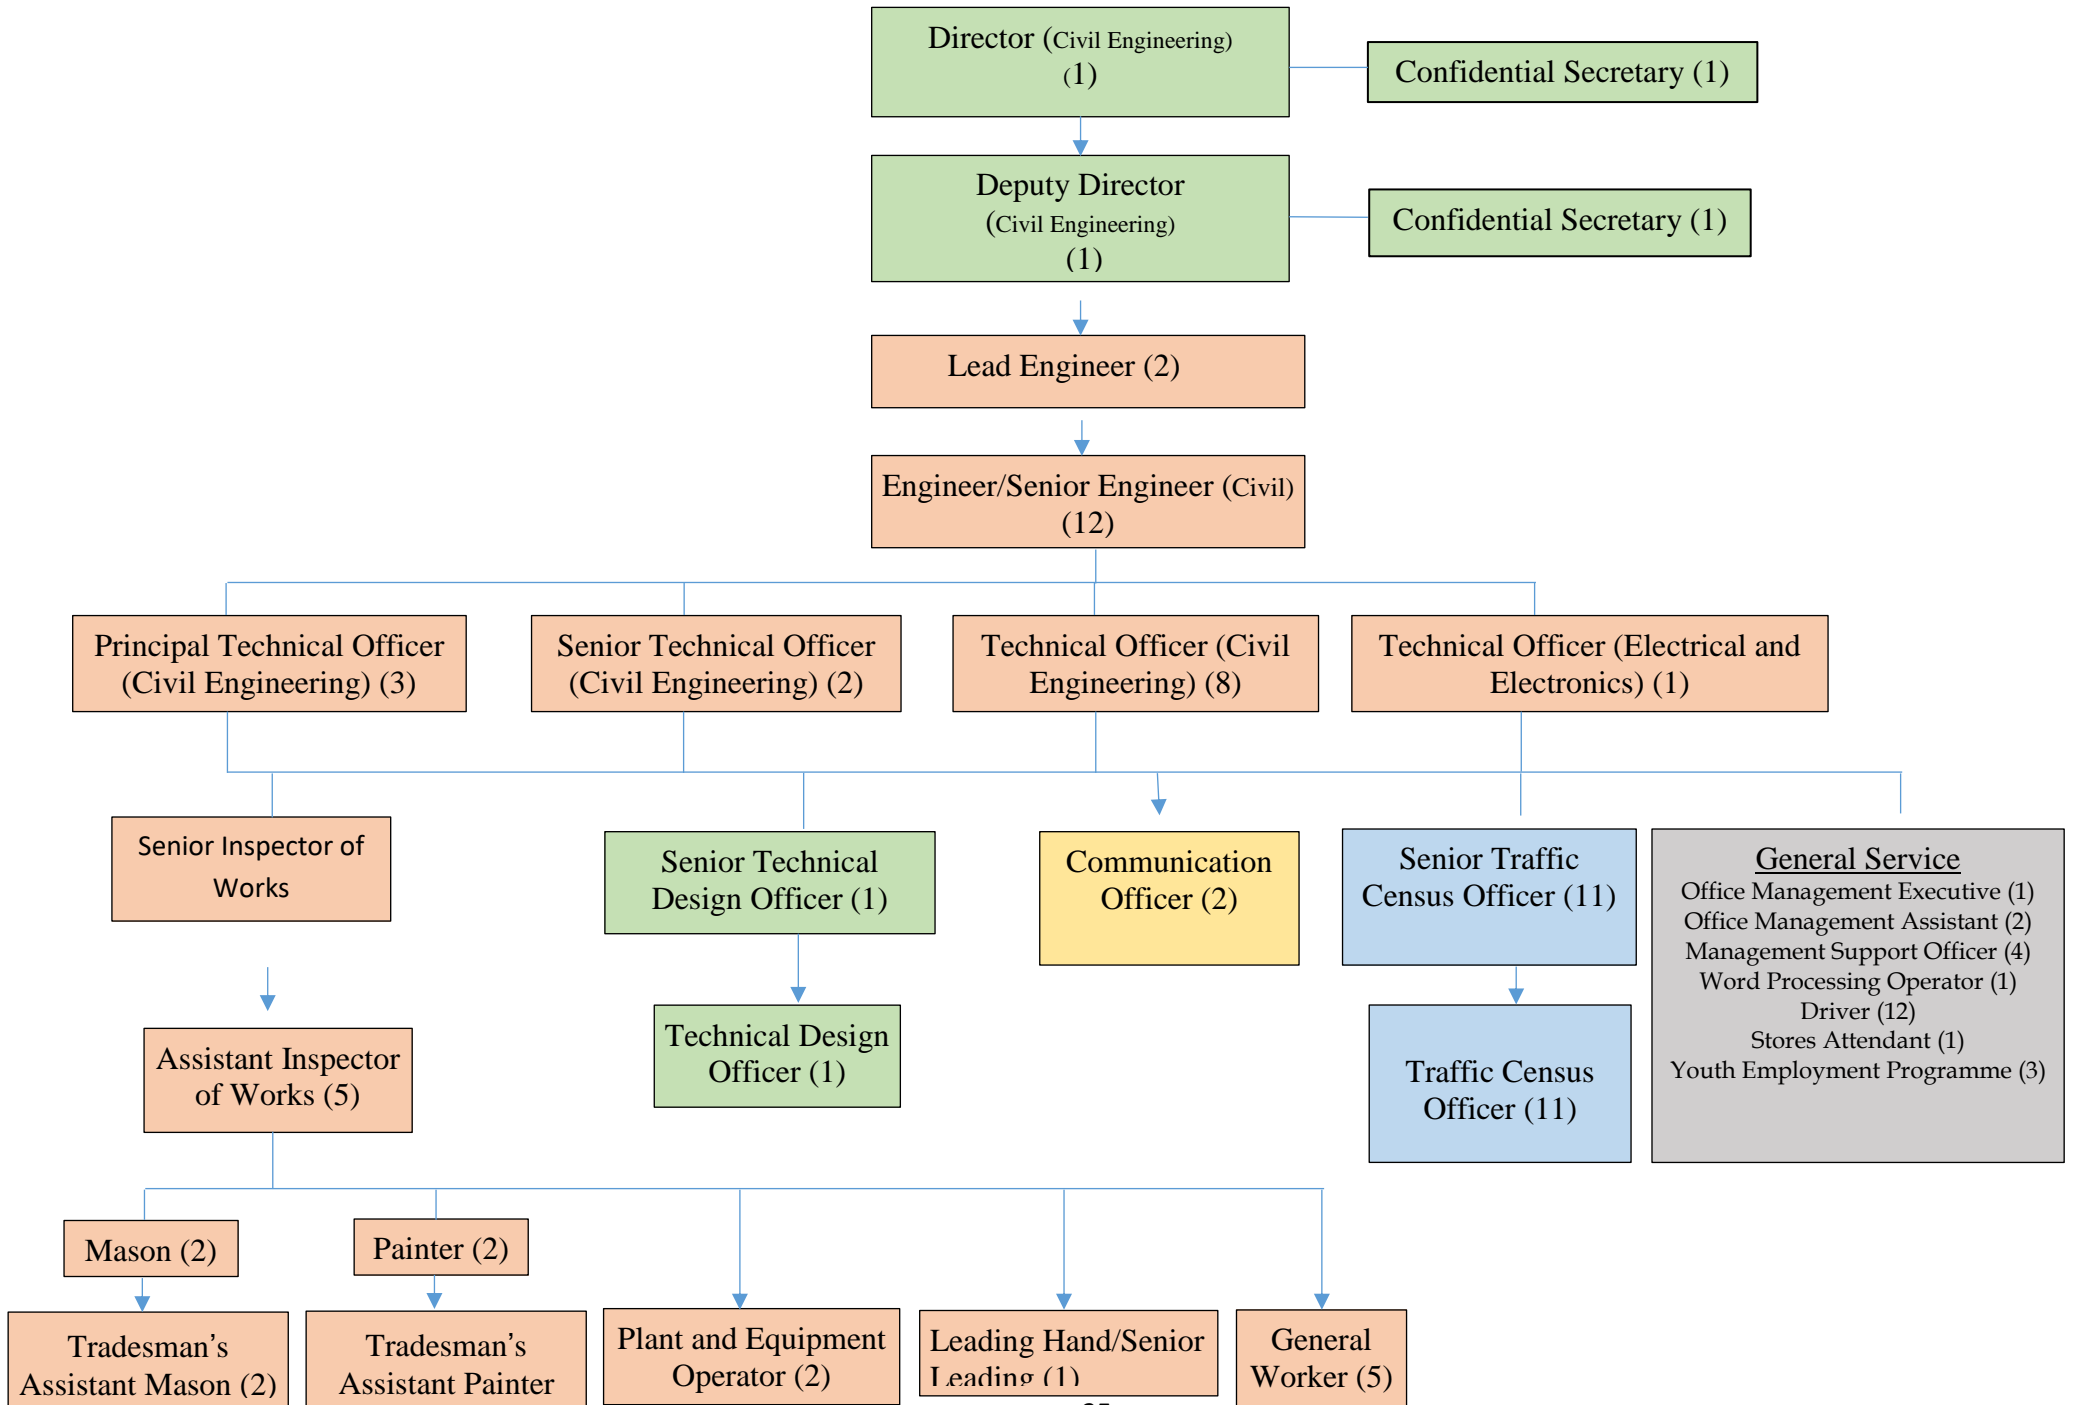 Director (Civil Engineering)
(1)
Confidential Secretary (1)
Deputy Director
(Civil Engineering)
(1)
Confidential Secretary (1)
Lead Engineer (2)
Engineer/Senior Engineer (Civil)
(12)
Principal Technical Officer
(Civil Engineering) (3)
Senior Technical Officer
(Civil Engineering) (2)
Technical Officer (Civil
Engineering) (8)
Technical Officer (Electrical and
Electronics) (1)
Senior Inspector of
Works
Senior Technical
Design Officer (1)
Communication
Officer (2)
Senior Traffic
Census Officer (11)
General Service
Office Management Executive (1)
Office Management Assistant (2)
Management Support Officer (4)
Word Processing Operator (1)
Driver (12)
Stores Attendant (1)
Youth Employment Programme (3)
Assistant Inspector
of Works (5)
Technical Design
Officer (1)
Traffic Census
Officer (11)
Mason (2)
Painter (2)
Tradesman’s
Assistant Mason (2)
Tradesman’s
Assistant Painter
Plant and Equipment
Operator (2)
Leading Hand/Senior
Leading (1)
General
Worker (5)